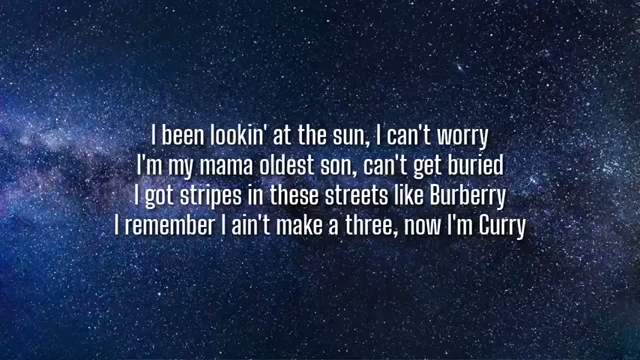 I been lookin' at the sun, I can't worry
I'm my mama oldest son, can't get buried
I got stripes in these streets like Burberry
I remember I ain't make a three, now I'm Curry